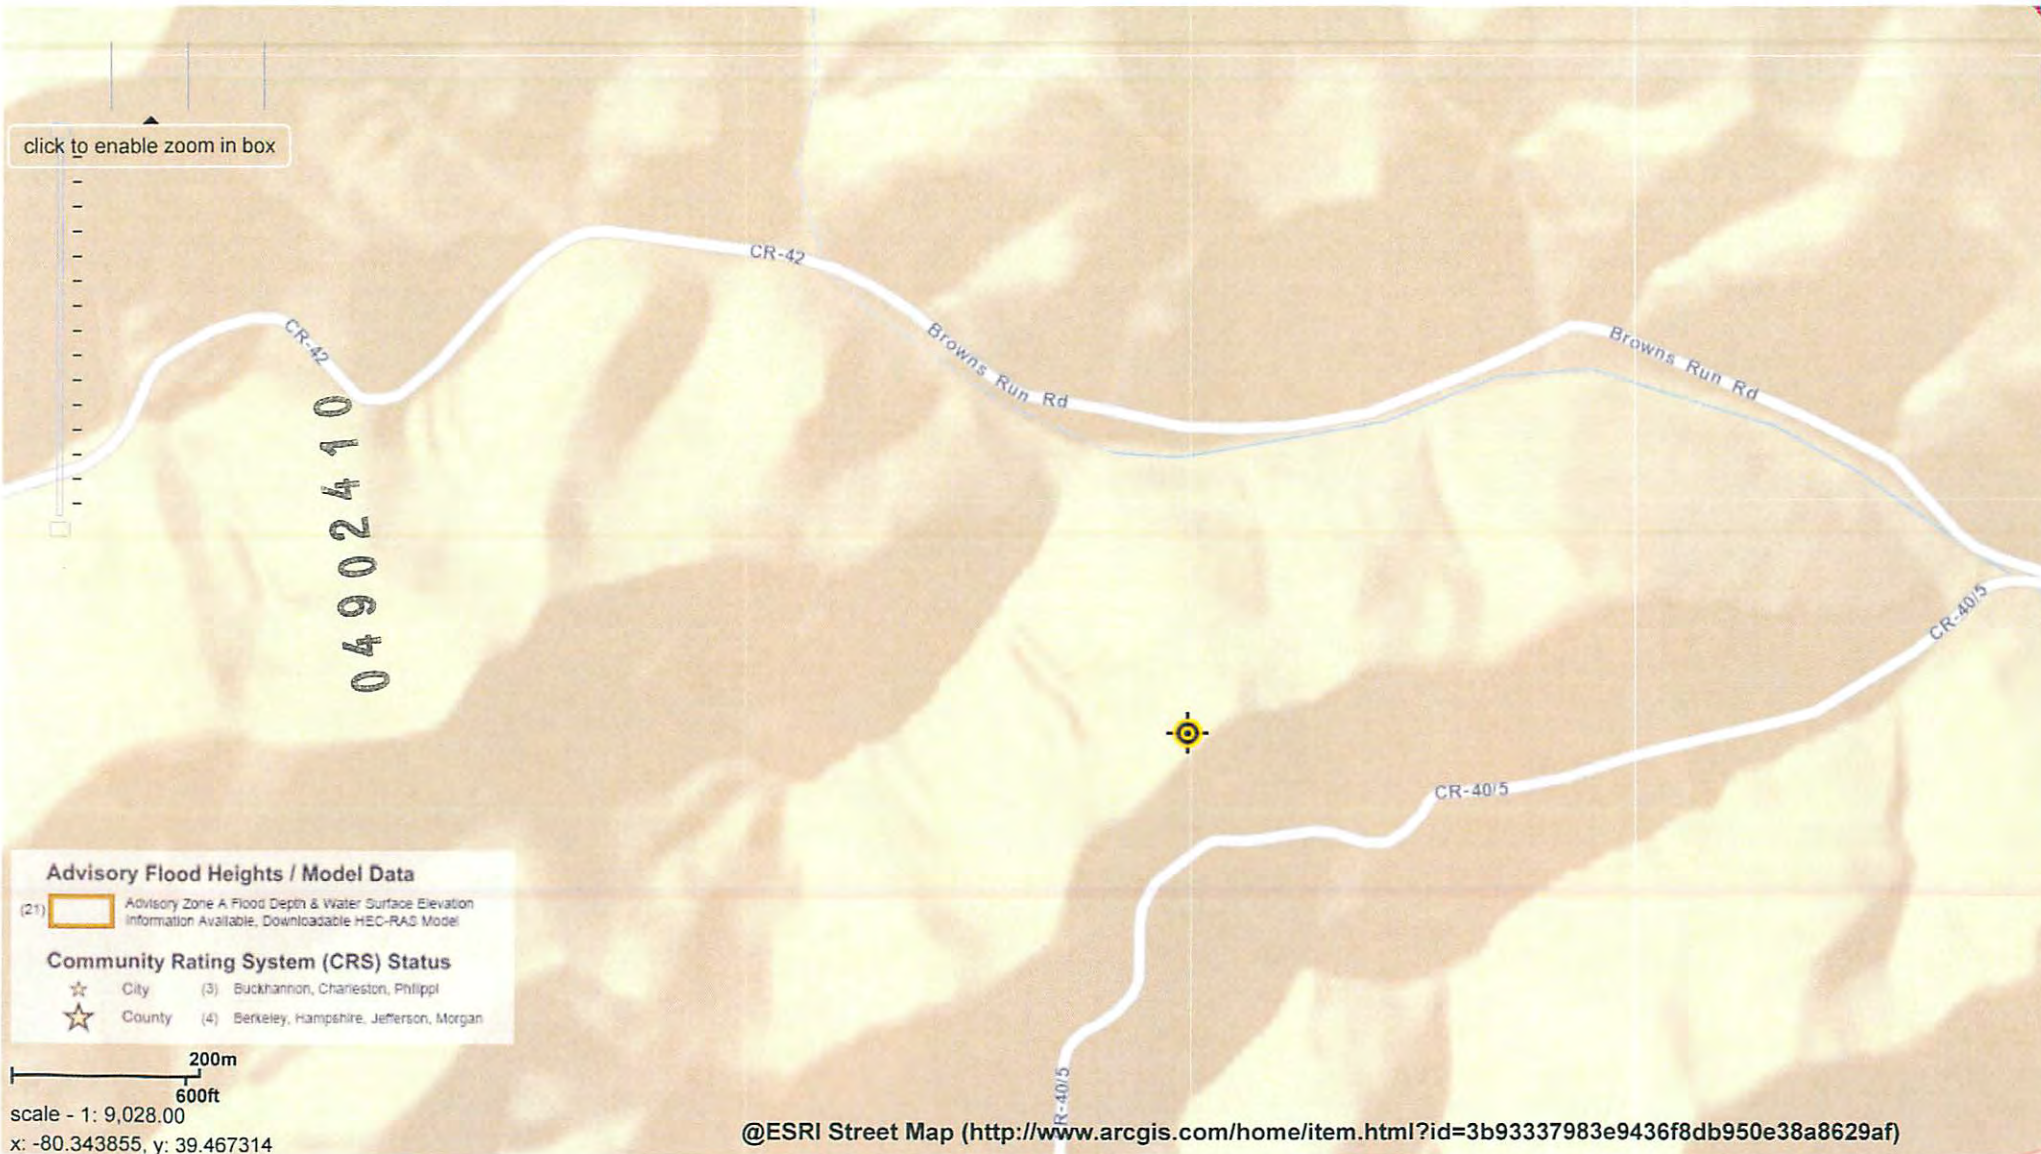 click to enable zoom in box
CR-42
CR-42
Browns Run Rd
Browns Run Rd
04902410
CR-40/5
CR-40/5
R-40/5
Advisory Flood Heights / Model Data
(21) Advisory Zone A Flood Depth & Water Surface Elevation
Information Available, Downloadable HEC-RAS Model
Community Rating System (CRS) Status
City (3) Buckhannon, Charleston, Philippi
County (4) Berkeley, Hampshire, Jefferson, Morgan
200m
600ft
scale - 1: 9,028.00
x: -80.343855, y: 39.467314
@ESRI Street Map (http://www.arcgis.com/home/item.html?id=3b93337983e9436f8db950e38a8629af)